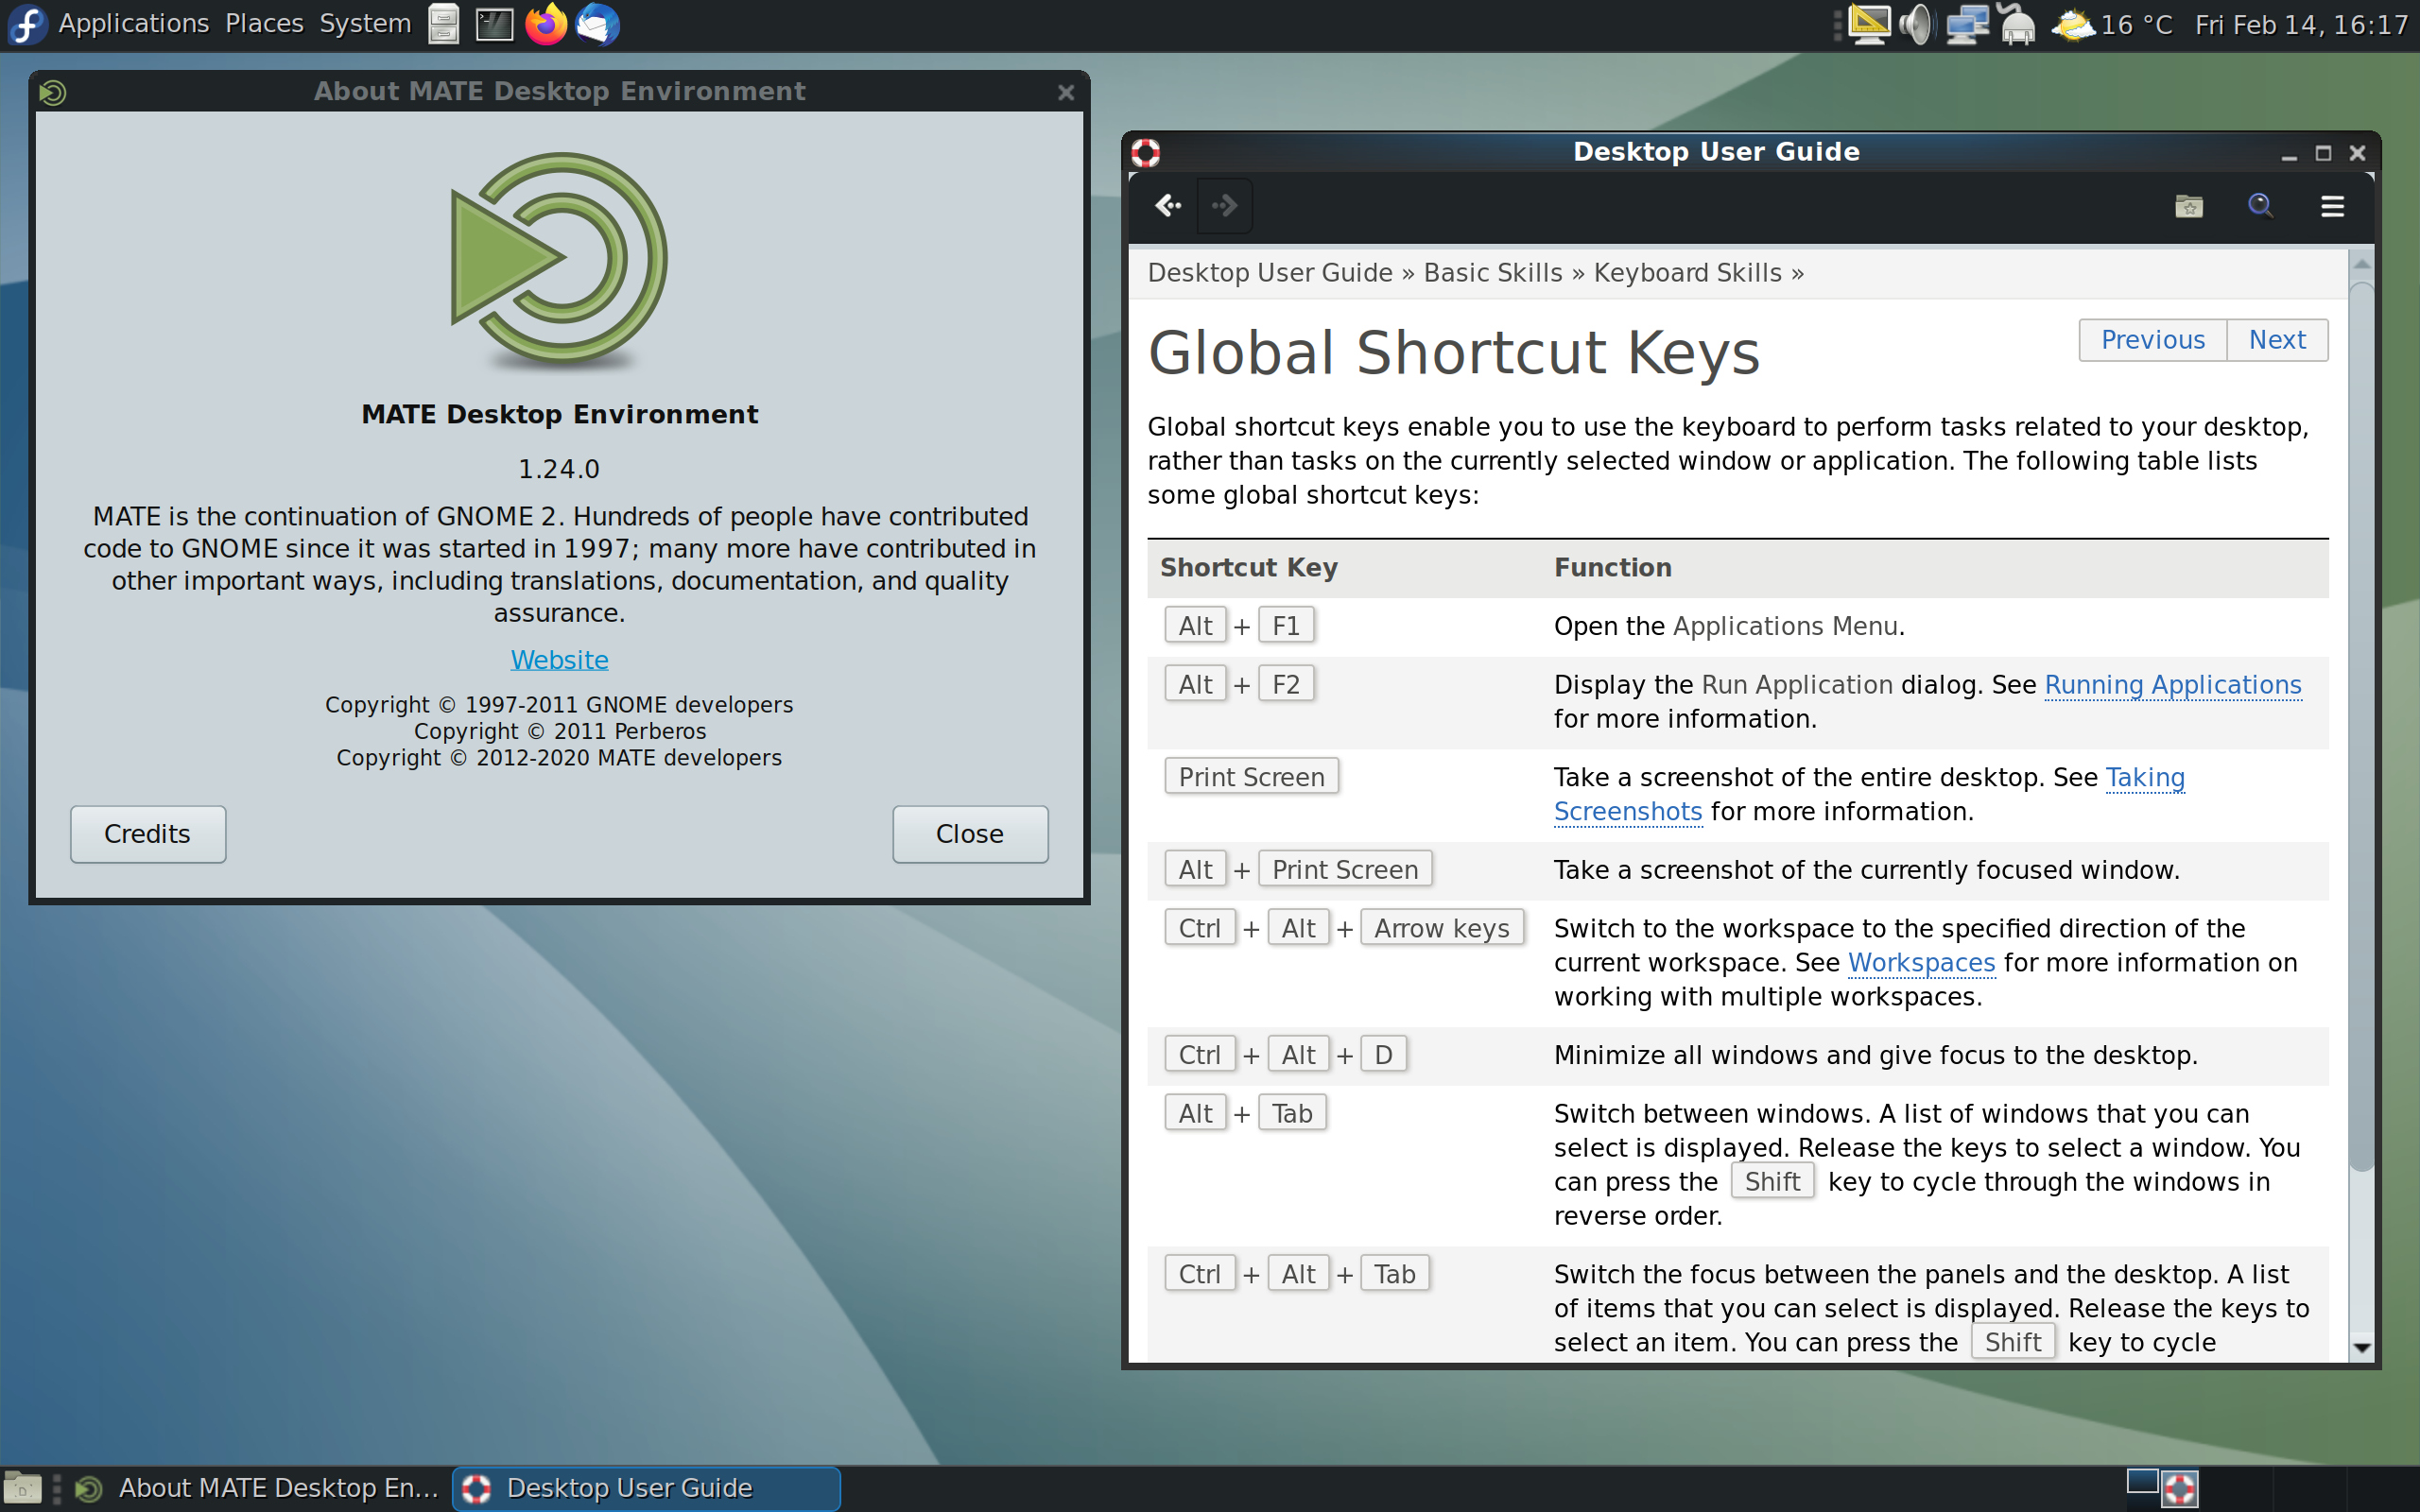 Applications Places System
16 °C Fri Feb 14, 16:17
About MATE Desktop Environment
MATE Desktop Environment
1.24.0
MATE is the continuation of GNOME 2. Hundreds of people have contributed
code to GNOME since it was started in 1997; many more have contributed in
other important ways, including translations, documentation, and quality
assurance.
Website
Copyright © 1997-2011 GNOME developers
Copyright © 2011 Perberos
Copyright © 2012-2020 MATE developers
Credits
Close
Desktop User Guide
Desktop User Guide » Basic Skills » Keyboard Skills »
Global Shortcut Keys
Previous
Next
Global shortcut keys enable you to use the keyboard to perform tasks related to your desktop,
rather than tasks on the currently selected window or application. The following table lists
some global shortcut keys:
Shortcut Key Function
Alt + F1 Open the Applications Menu.
Alt + F2 Display the Run Application dialog. See Running Applications
for more information.
Print Screen Take a screenshot of the entire desktop. See Taking
Screenshots for more information.
Alt + Print Screen Take a screenshot of the currently focused window.
Ctrl + Alt + Arrow keys Switch to the workspace to the specified direction of the
current workspace. See Workspaces for more information on
working with multiple workspaces.
Ctrl + Alt + D Minimize all windows and give focus to the desktop.
Alt + Tab Switch between windows. A list of windows that you can
select is displayed. Release the keys to select a window. You
can press the Shift key to cycle through the windows in
reverse order.
Ctrl + Alt + Tab Switch the focus between the panels and the desktop. A list
of items that you can select is displayed. Release the keys to
select an item. You can press the Shift key to cycle
About MATE Desktop En...
Desktop User Guide